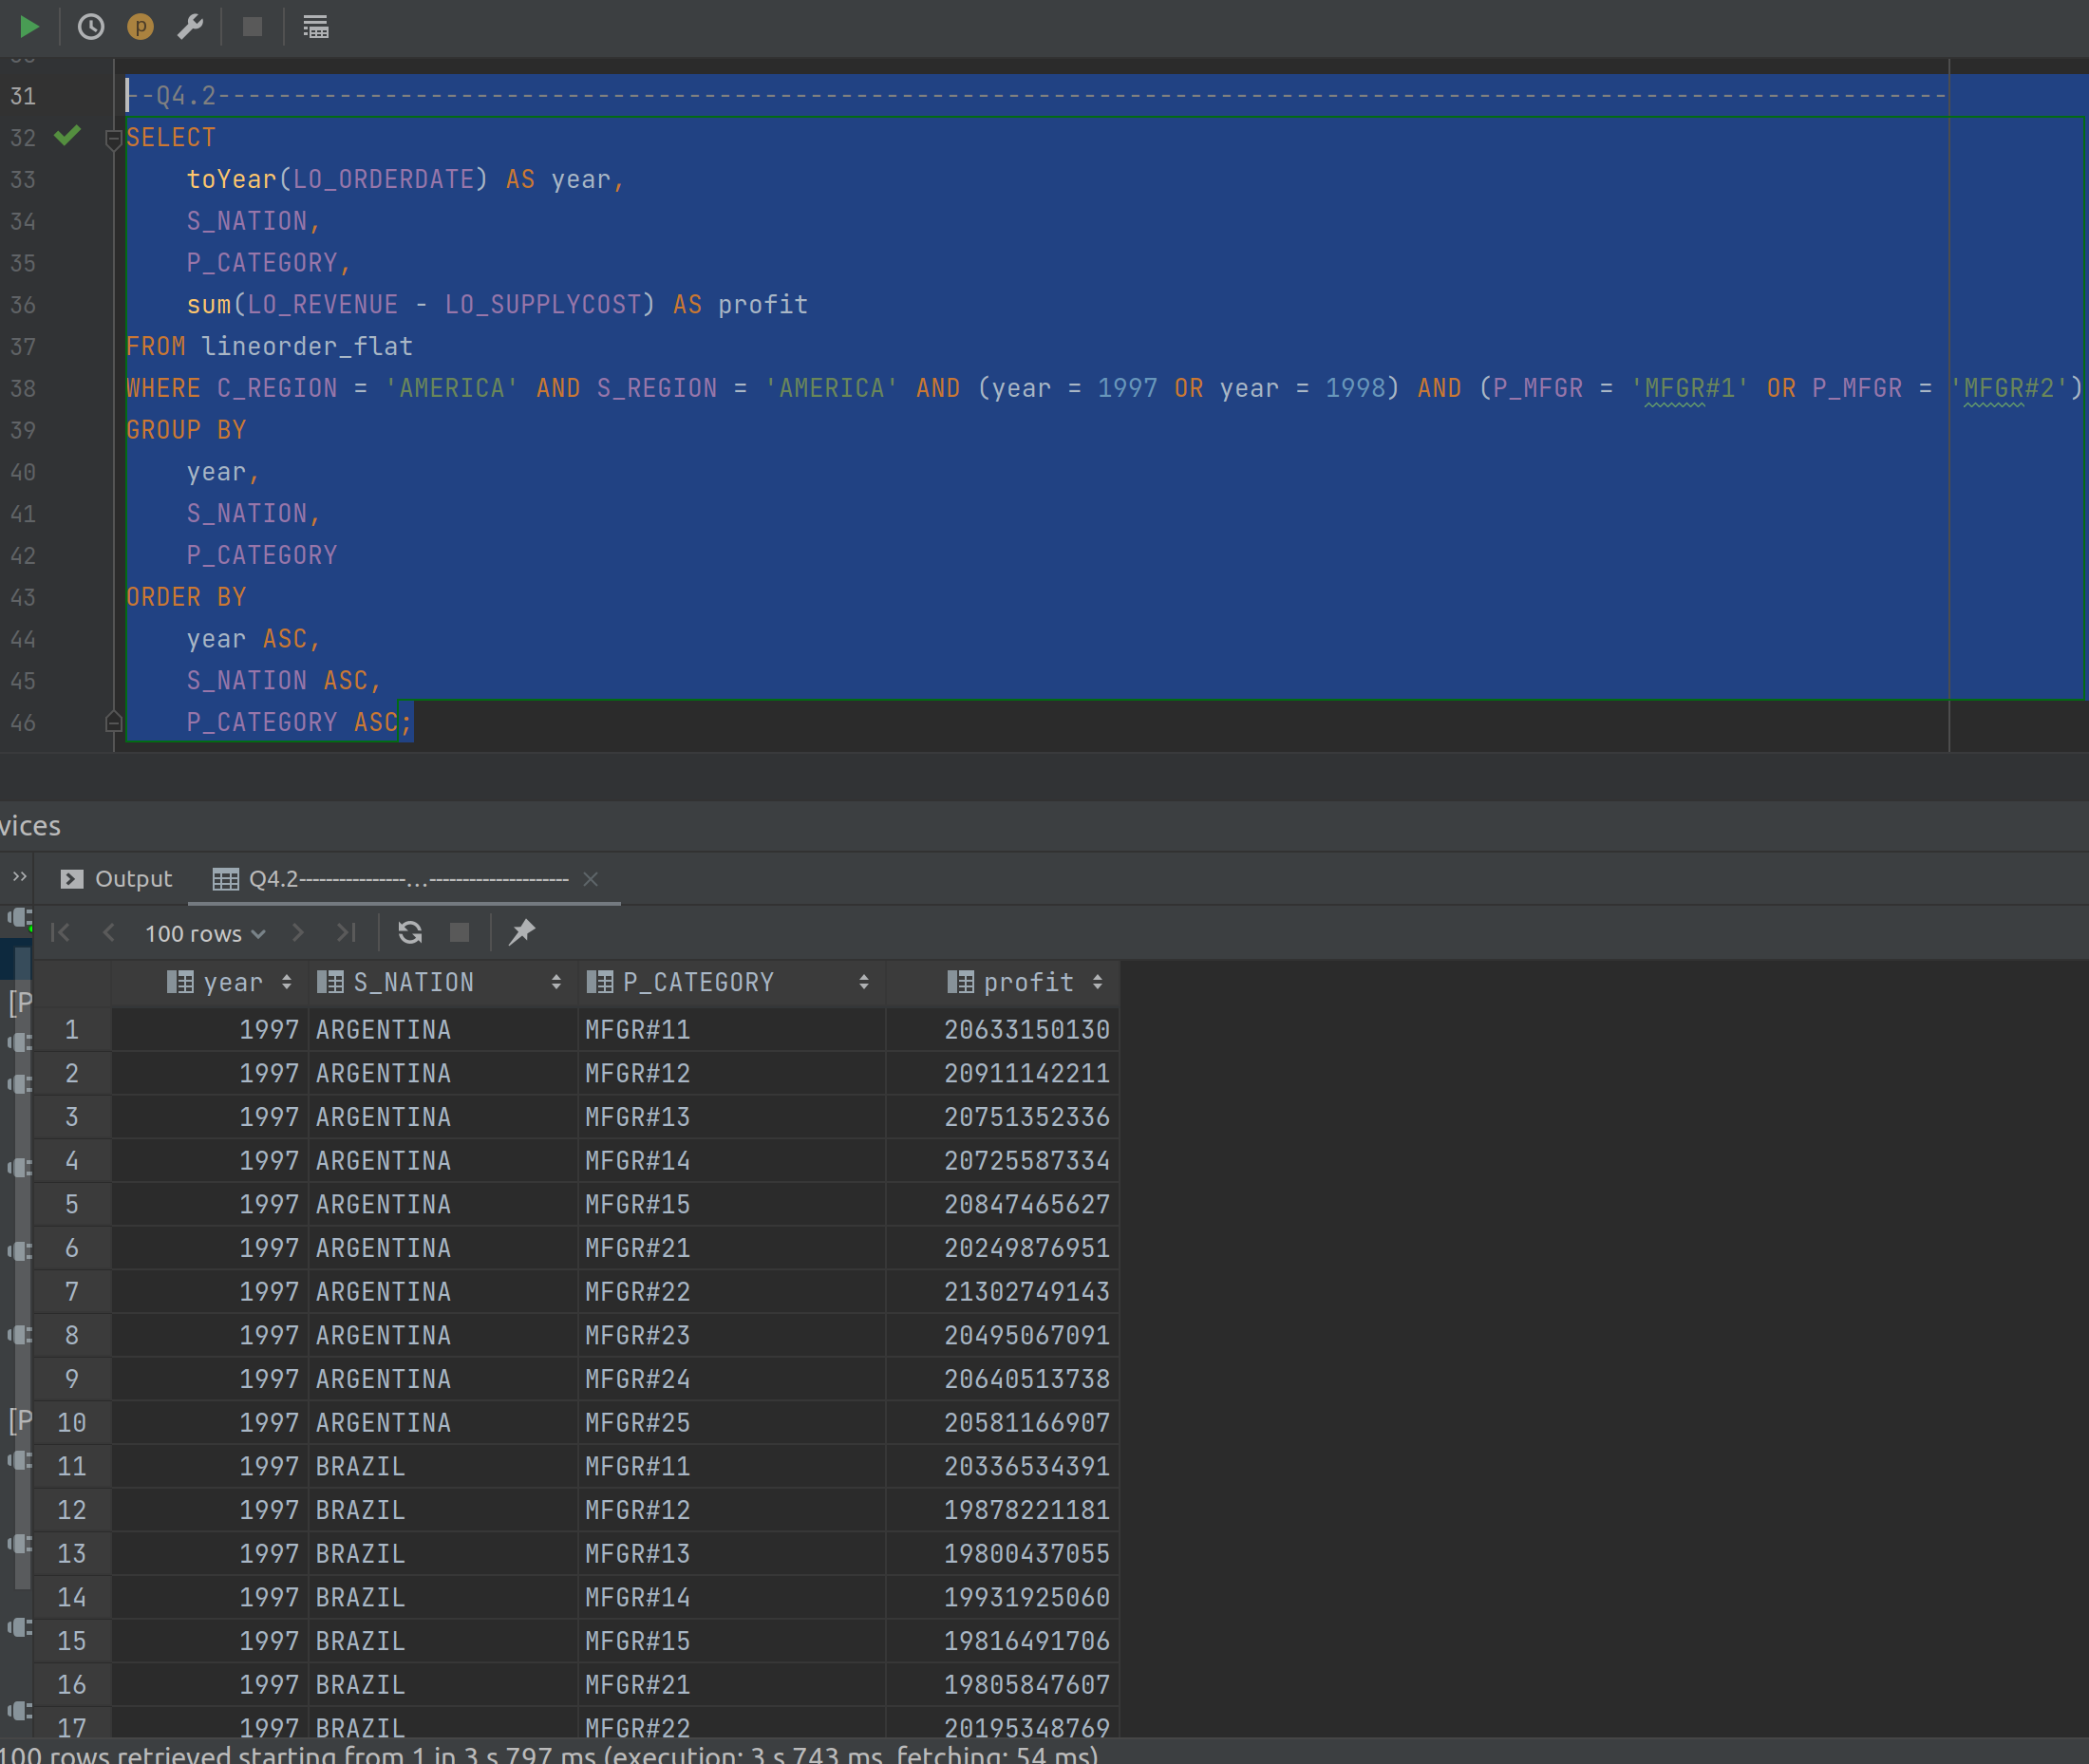 31 --Q4.2------------------------------------------------------------------------------------------------------------------
32 SELECT
33 toYear(LO_ORDERDATE) AS year,
34 S_NATION,
35 P_CATEGORY,
36 sum(LO_REVENUE - LO_SUPPLYCOST) AS profit
37 FROM lineorder_flat
38 WHERE C_REGION = 'AMERICA' AND S_REGION = 'AMERICA' AND (year = 1997 OR year = 1998) AND (P_MFGR = 'MFGR#1' OR P_MFGR = 'MFGR#2')
39 GROUP BY
40 year,
41 S_NATION,
42 P_CATEGORY
43 ORDER BY
44 year ASC,
45 S_NATION ASC,
46 P_CATEGORY ASC;
vices
Output Q4.2----------------...---------------------
100 rows
year S_NATION P_CATEGORY profit
1 1997 ARGENTINA MFGR#11 20633150130
2 1997 ARGENTINA MFGR#12 20911142211
3 1997 ARGENTINA MFGR#13 20751352336
4 1997 ARGENTINA MFGR#14 20725587334
5 1997 ARGENTINA MFGR#15 20847465627
6 1997 ARGENTINA MFGR#21 20249876951
7 1997 ARGENTINA MFGR#22 21302749143
8 1997 ARGENTINA MFGR#23 20495067091
9 1997 ARGENTINA MFGR#24 20640513738
10 1997 ARGENTINA MFGR#25 20581166907
11 1997 BRAZIL MFGR#11 20336534391
12 1997 BRAZIL MFGR#12 19878221181
13 1997 BRAZIL MFGR#13 19800437055
14 1997 BRAZIL MFGR#14 19931925060
15 1997 BRAZIL MFGR#15 19816491706
16 1997 BRAZIL MFGR#21 19805847607
17 1997 BRAZIL MFGR#22 20195348769
100 rows retrieved starting from 1 in 3 s 797 ms (execution: 3 s 743 ms, fetching: 54 ms)